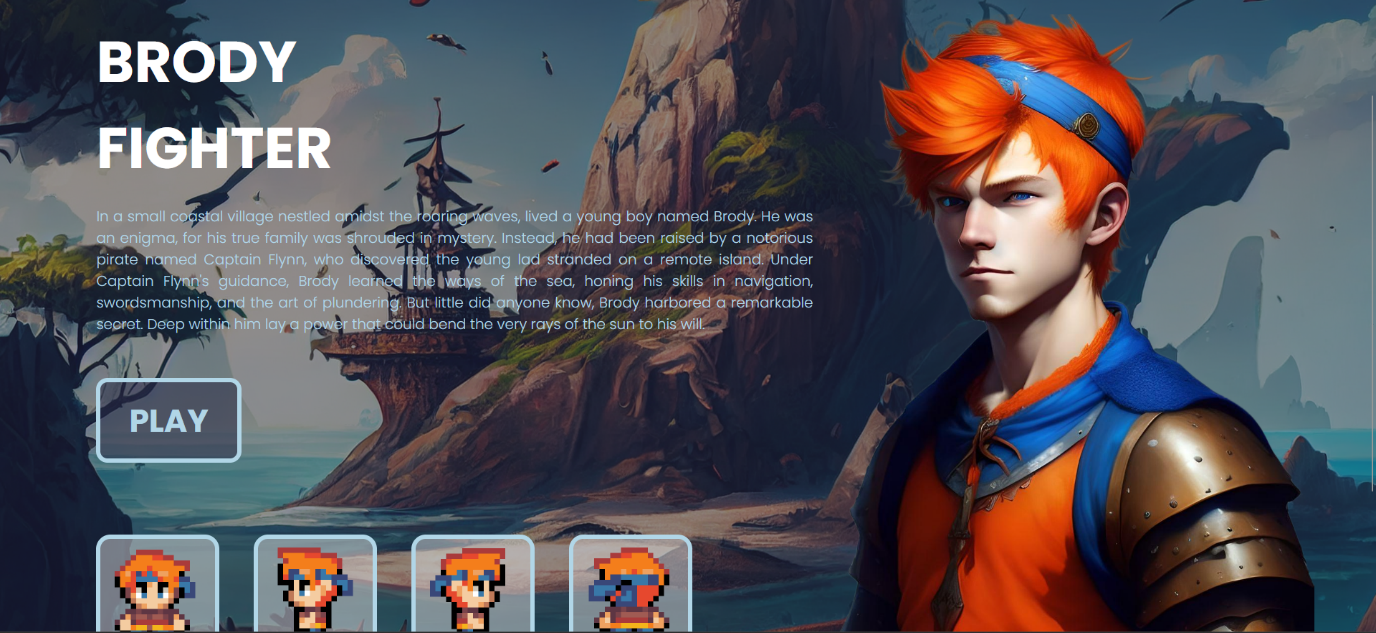 BRODY
FIGHTER
In a small coastal village nestled amidst the roaring waves, lived a young boy named Brody. He was
an enigma, for his true family was shrouded in mystery. Instead, he had been raised by a notorious
pirate named Captain Flynn, who discovered the young lad stranded on a remote island. Under
Captain Flynn's guidance, Brody learned the ways of the sea, honing his skills in navigation,
swordsmanship, and the art of plundering. But little did anyone know, Brody harbored a remarkable
secret. Deep within him lay a power that could bend the very rays of the sun to his will.
PLAY